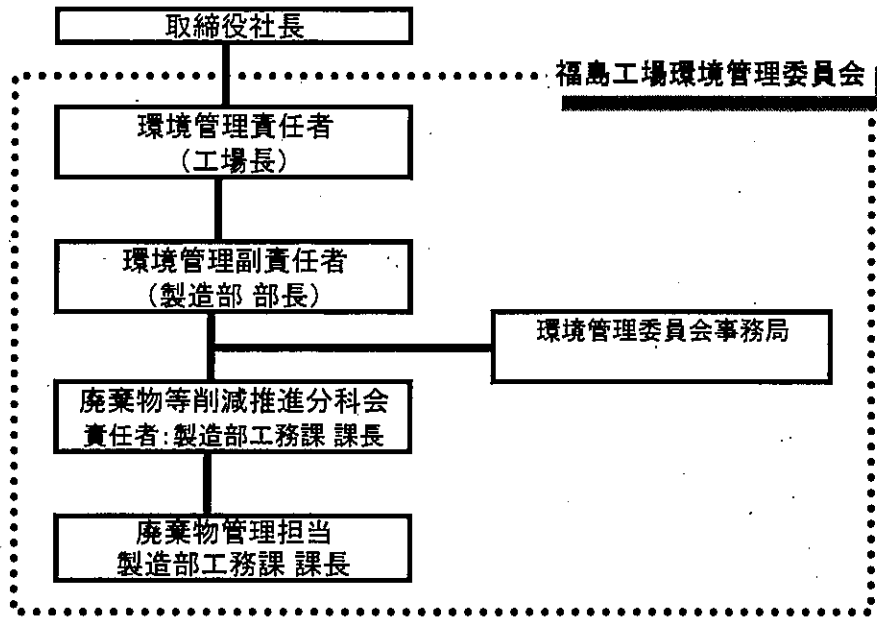 取締役社長
福島工場環境管理委員会
環境管理責任者
(工場長)
環境管理副責任者
(製造部 部長)
環境管理委員会事務局
廃棄物等削減推進分科会
責任者:製造部工務課 課長
廃棄物管理担当
製造部工務課 課長